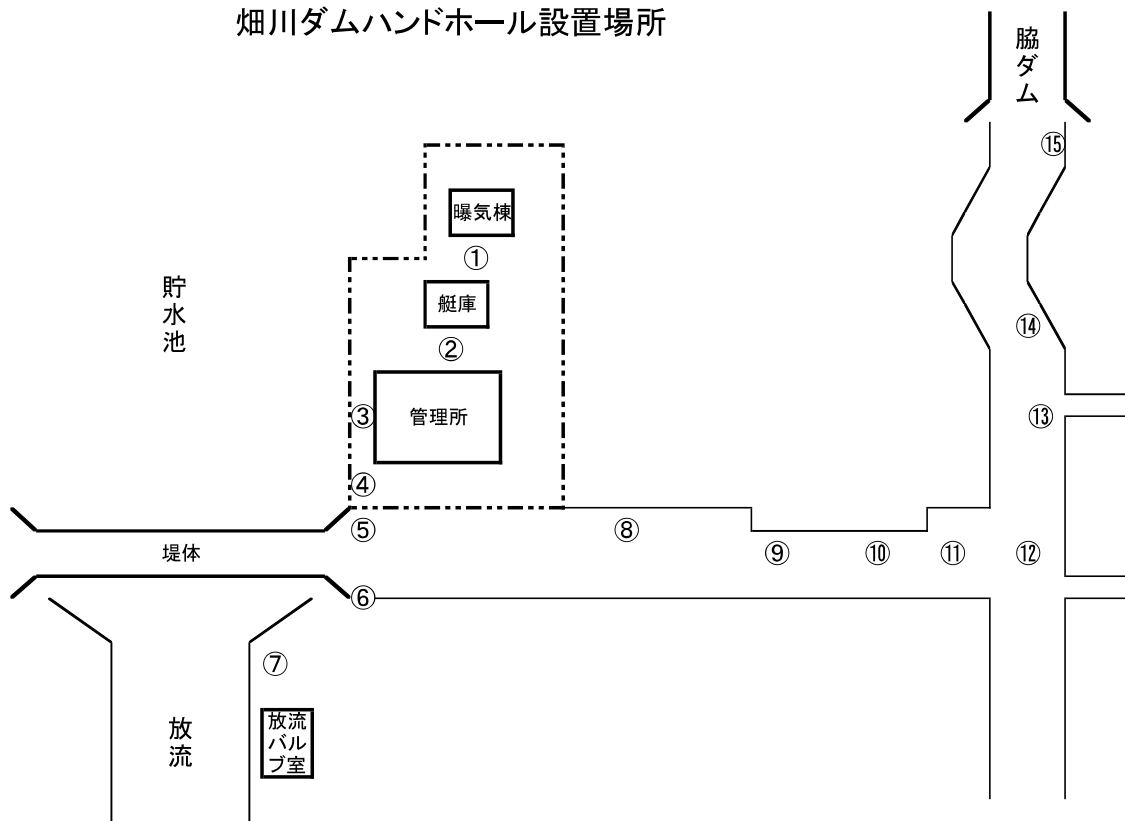 畑川ダムハンドホール設置場所
脇ダム
⑮
曝気棟
①
貯水池
艇庫
⑭
②
③
管理所
⑬
④
⑤
⑧
堤体
⑨
⑩
⑪
⑫
⑥
⑦
放流
放流
バル
ブ室